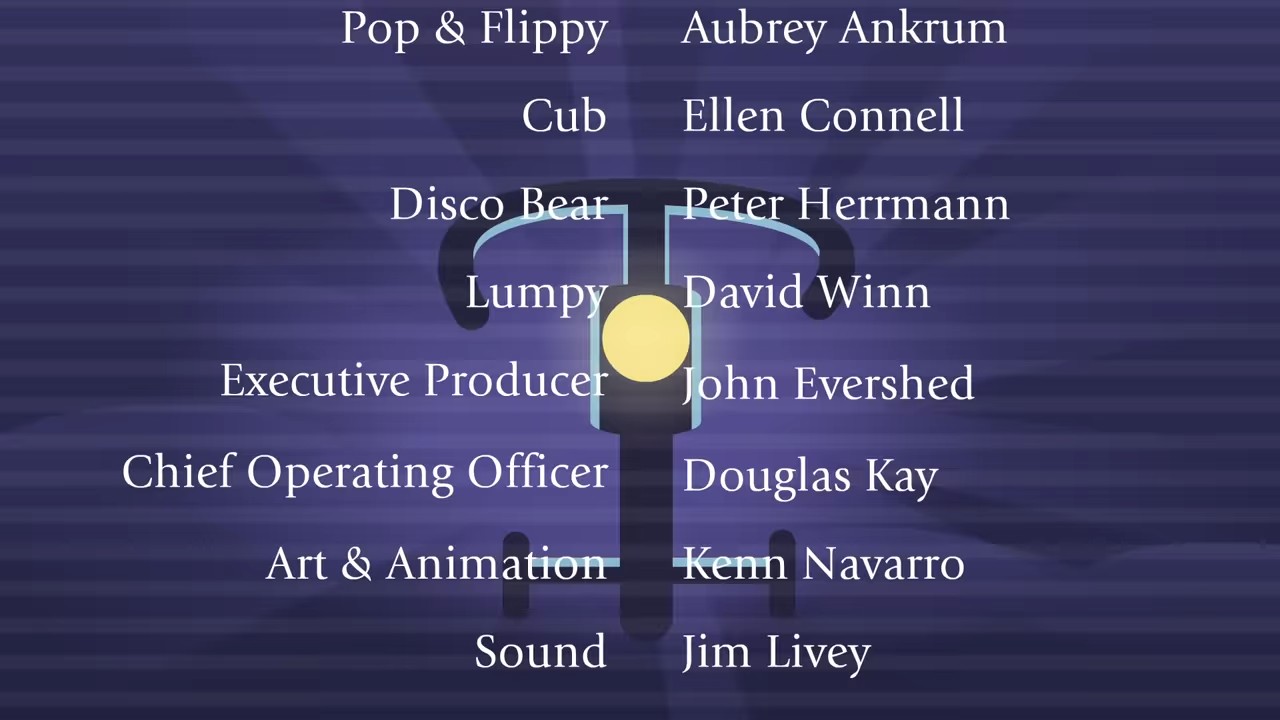 Pop & Flippy Aubrey Ankrum
Cub Ellen Connell
Disco Bear Peter Herrmann
Lumpy David Winn
Executive Producer John Evershed
Chief Operating Officer Douglas Kay
Art & Animation Kenn Navarro
Sound Jim Livey